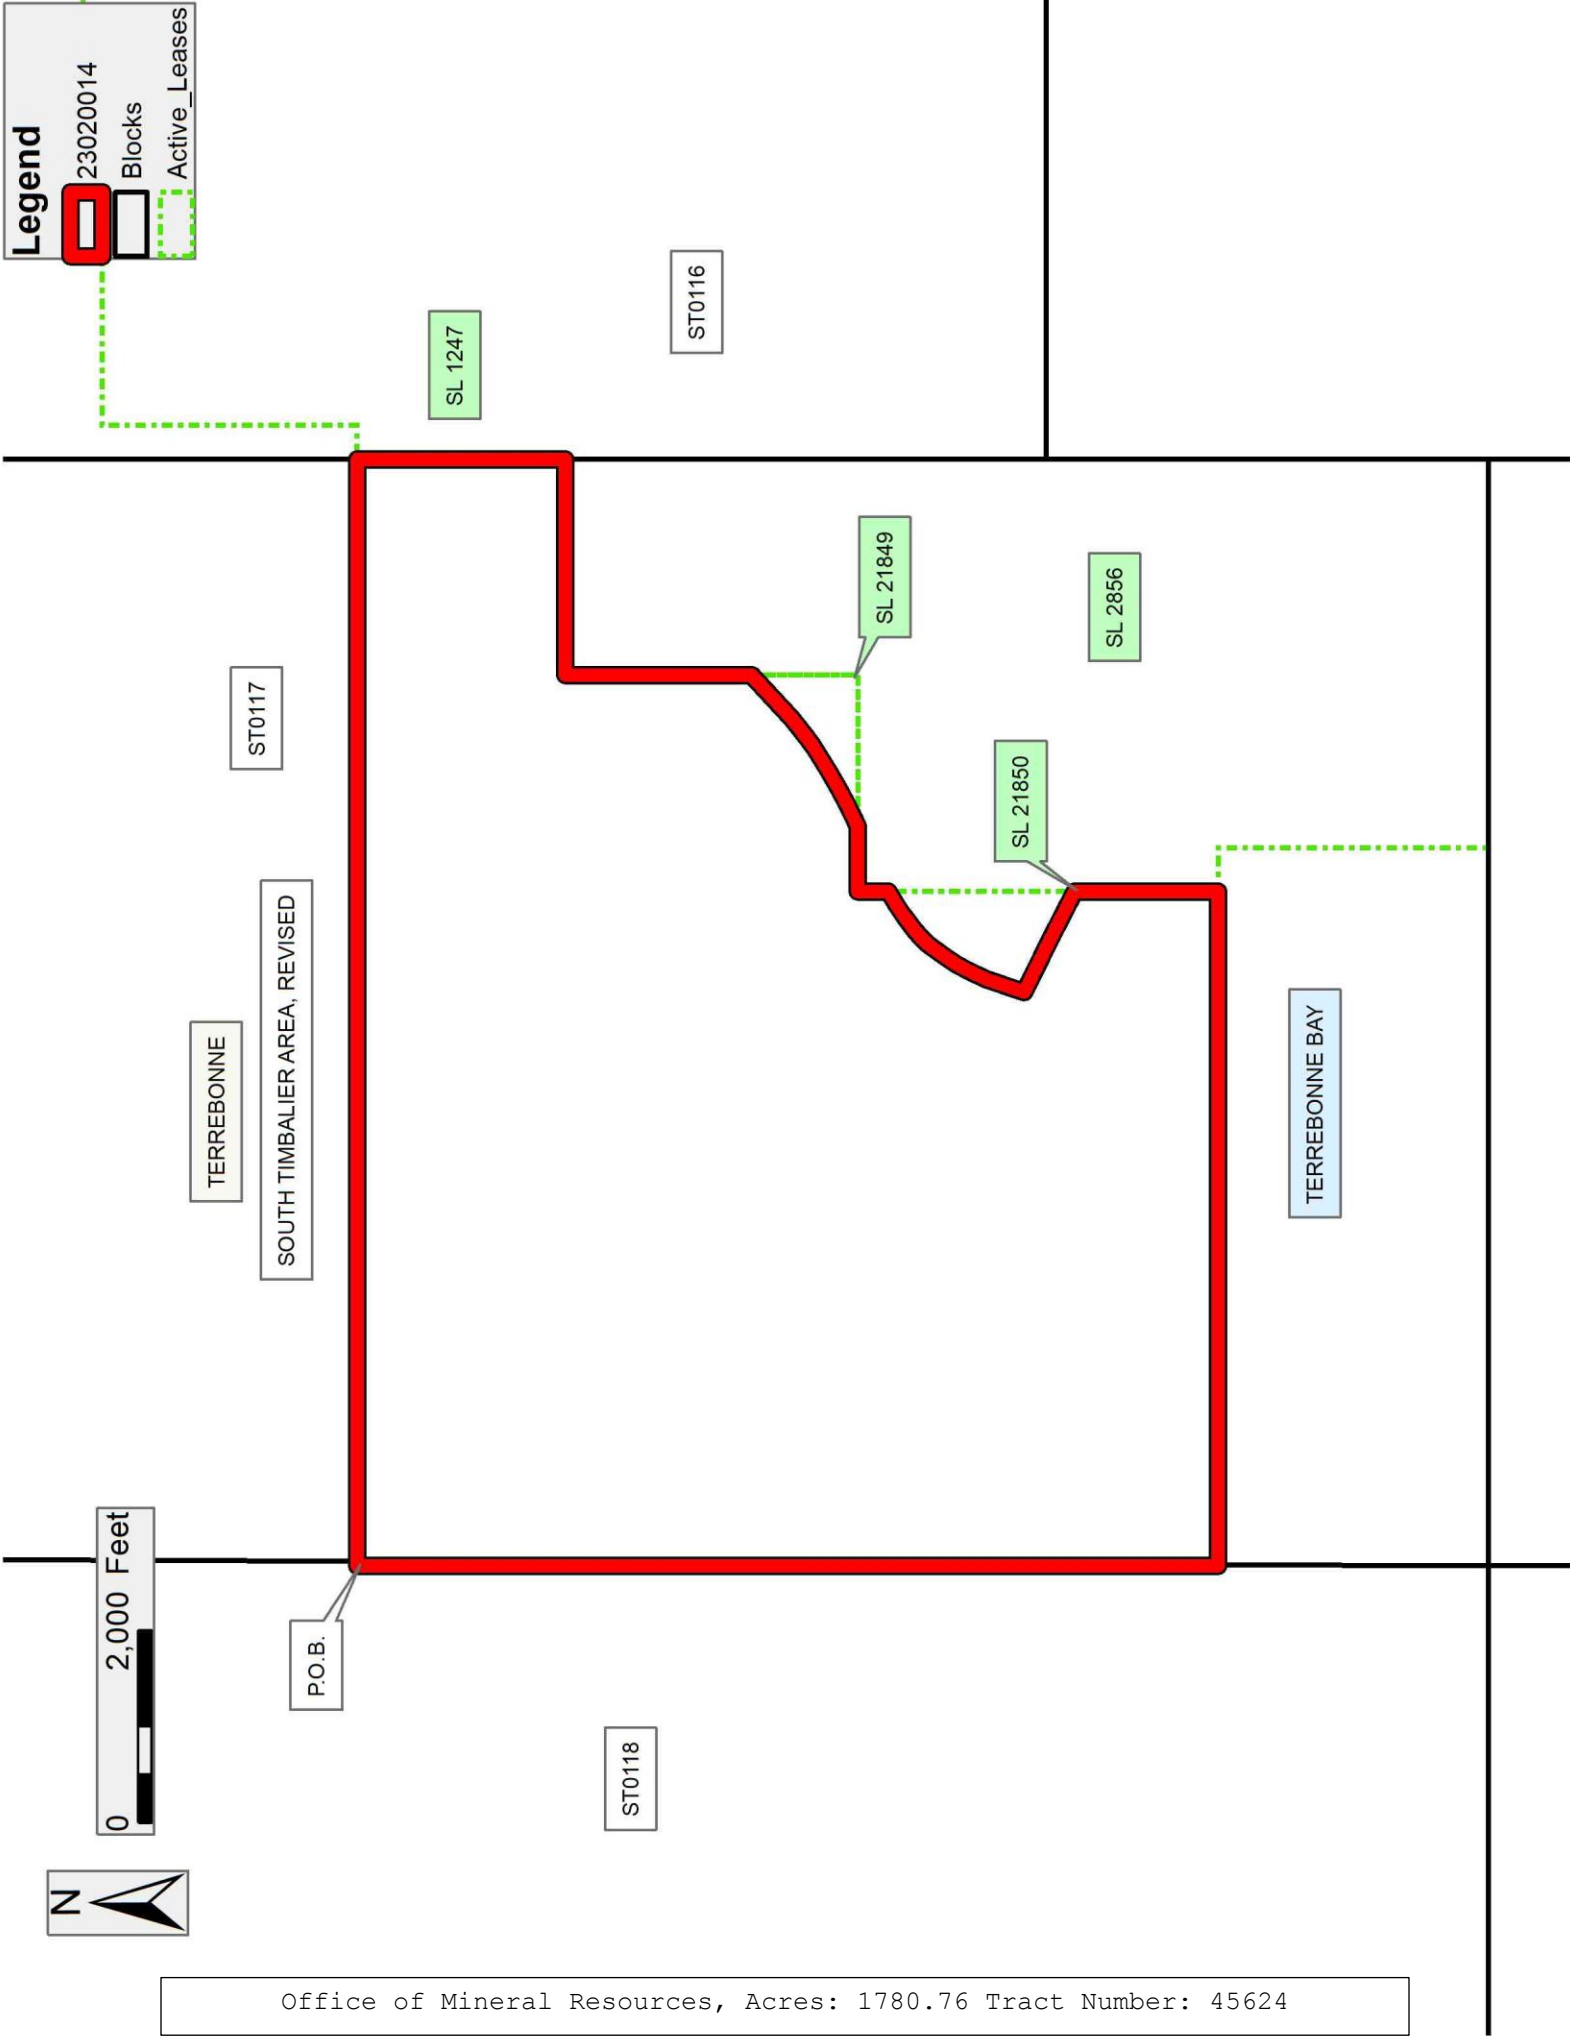 Legend
23020014
Blocks
Active_Leases
N
0 2,000 Feet
TERREBONNE
SOUTH TIMBALIER AREA, REVISED
ST0117
P.O.B.
SL 1247
ST0118
ST0116
SL 21849
SL 21850
SL 2856
TERREBONNE BAY
Office of Mineral Resources, Acres: 1780.76 Tract Number: 45624